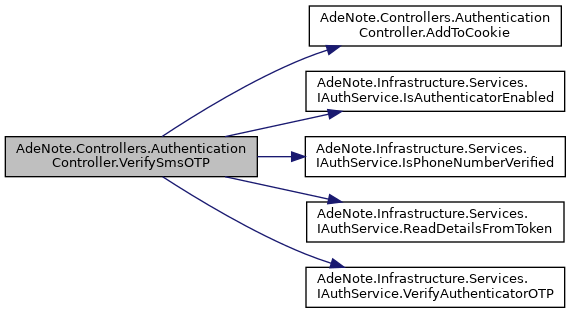 AdeNote.Controllers.Authentication
Controller.VerifySmsOTP
AdeNote.Controllers.Authentication
Controller.AddToCookie
AdeNote.Infrastructure.Services.
IAuthService.IsAuthenticatorEnabled
AdeNote.Infrastructure.Services.
IAuthService.IsPhoneNumberVerified
AdeNote.Infrastructure.Services.
IAuthService.ReadDetailsFromToken
AdeNote.Infrastructure.Services.
IAuthService.VerifyAuthenticatorOTP